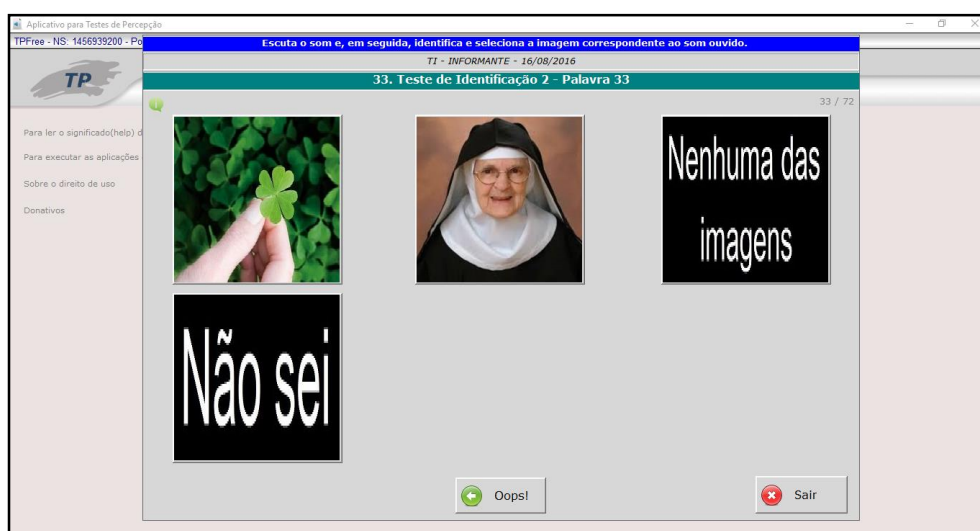 Aplicativo para Testes de Percepção
TPFree - NS: 1456939200 - Po
Escuta o som e, em seguida, identifica e seleciona a imagem correspondente ao som ouvido.
TI - INFORMANTE - 16/08/2016
33. Teste de Identificação 2 - Palavra 33
TP
33 / 72
Para ler o significado(help) d
Para executar as aplicações
Sobre o direito de uso
Donativos
Nenhuma das
imagens
Não sei
Oops!
Sair